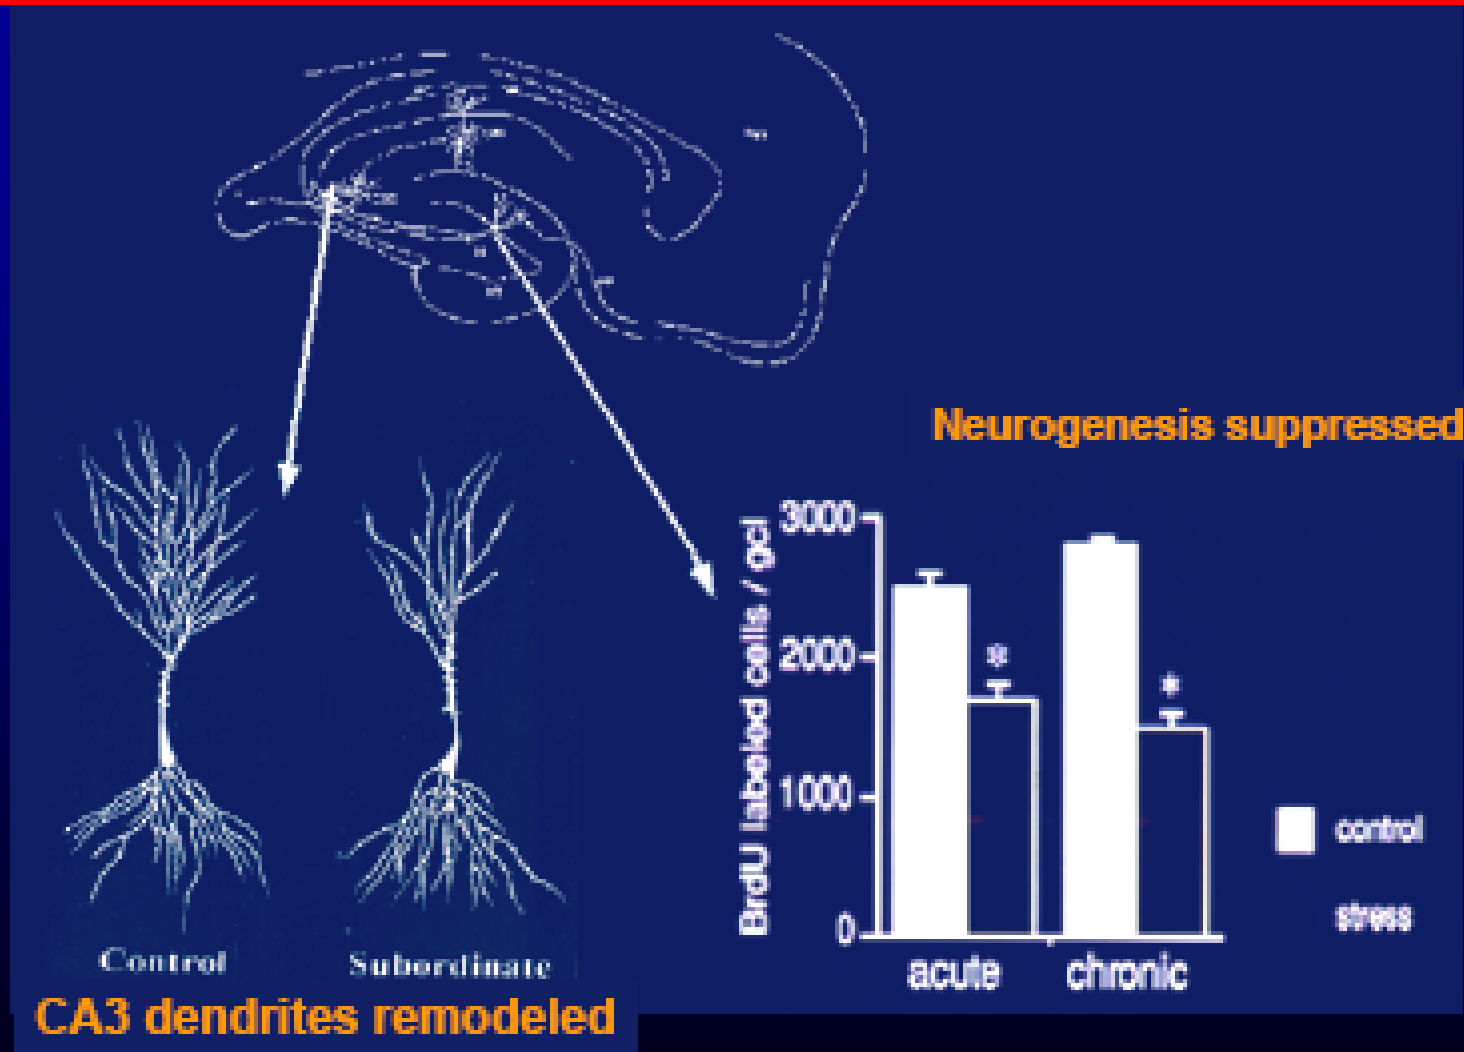 Neurogenesis suppressed
BrdU labeled cells / gcl
3000
2000
*
*
1000
0
acute
chronic
control
stress
Control
Subordinate
CA3 dendrites remodeled